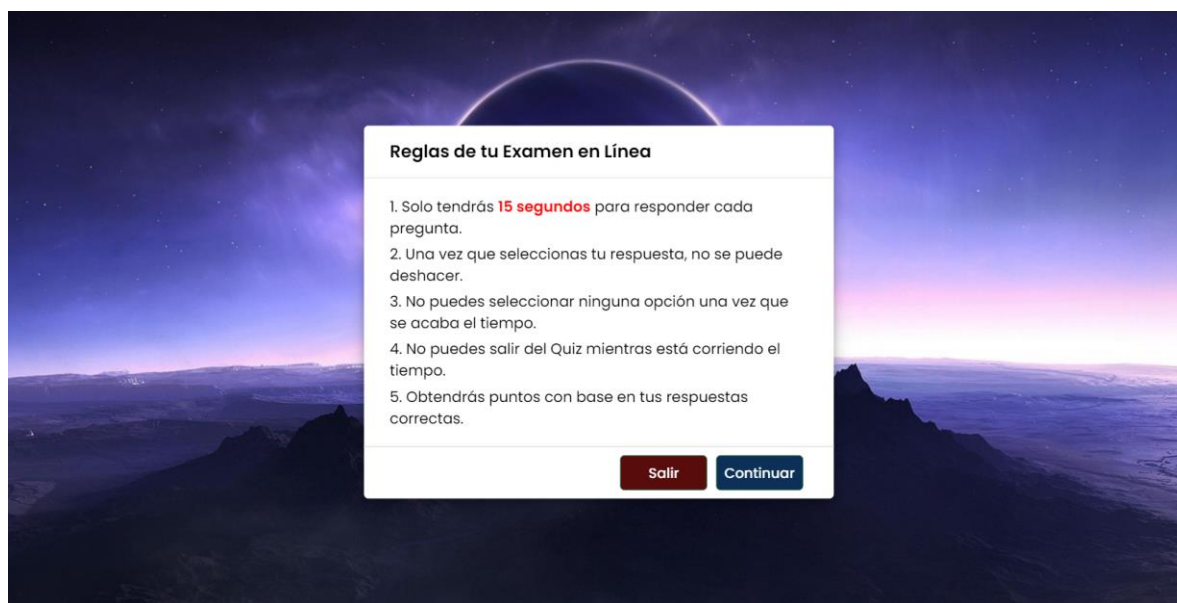 Reglas de tu Examen en Línea
1. Solo tendrás 15 segundos para responder cada
pregunta.
2. Una vez que seleccionas tu respuesta, no se puede
deshacer.
3. No puedes seleccionar ninguna opción una vez que
se acaba el tiempo.
4. No puedes salir del Quiz mientras está corriendo el
tiempo.
5. Obtendrás puntos con base en tus respuestas
correctas.
Salir Continuar